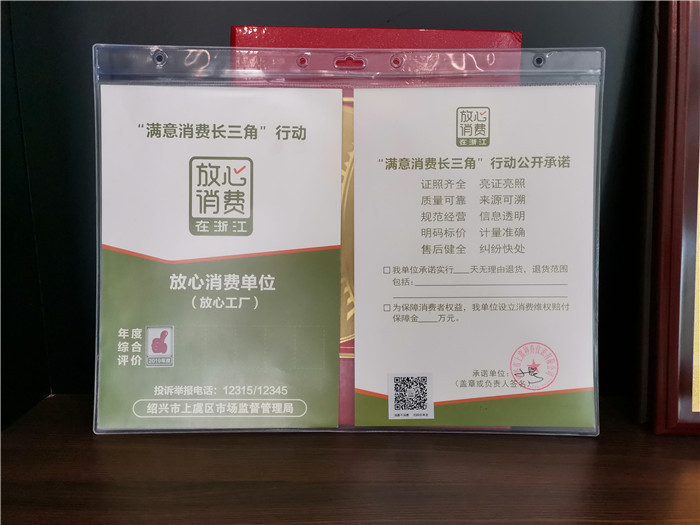 “满意消费长三角”行动
放心
消费
在浙江
放心消费单位
（放心工厂）
年度
综合
评价
2019年度
投诉举报电话：12315/12345
绍兴市上虞区市场监督管理局
放心
消费
在浙江
“满意消费长三角”行动公开承诺
证照齐全 亮证亮照
质量可靠 来源可溯
规范经营 信息透明
明码标价 计量准确
售后健全 纠纷快处
□我单位承诺实行___天无理由退货，退货范围
包括：
□为保障消费者权益，我单位设立消费维权赔付
保障金___万元。
承诺单位：
（盖章或负责人签名）